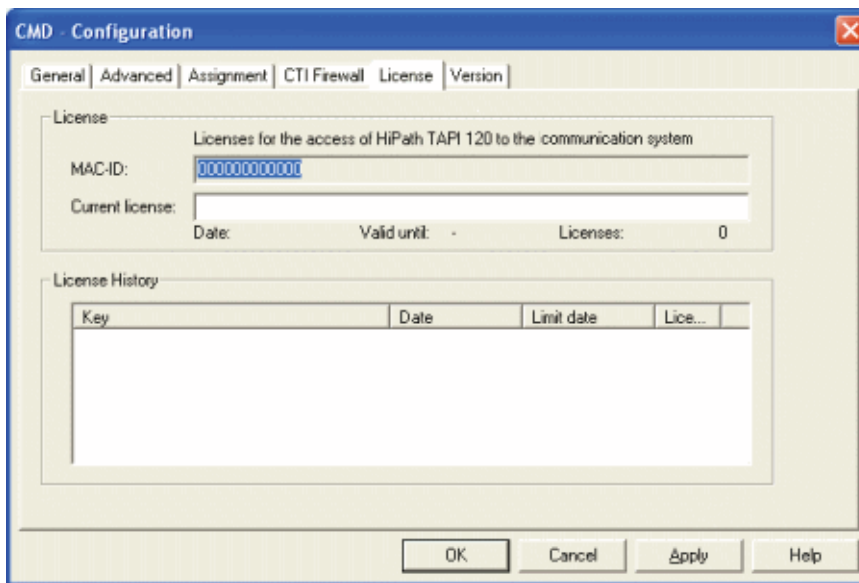 CMD - Configuration
General Advanced Assignment CTI Firewall License Version
License
Licenses for the access of HiPath TAPI 120 to the communication system
MAC-ID: 000000000000
Current license:
Date: Valid until: - Licenses: 0
License History
Key Date Limit date Lice...
OK Cancel Apply Help